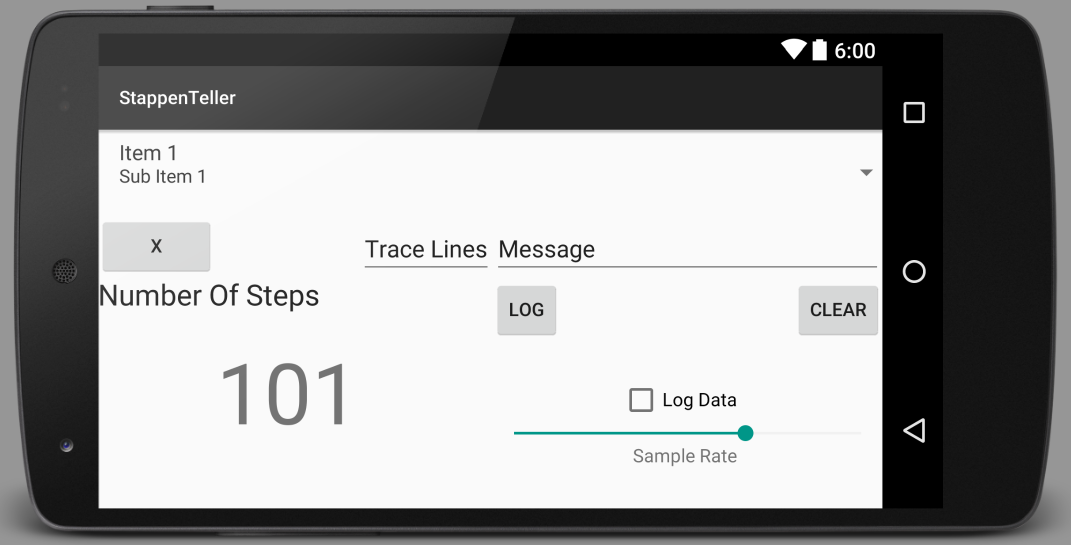 6:00
StappenTeller
Item 1
Sub Item 1
X
Trace Lines Message
Number Of Steps
LOG
CLEAR
101
Log Data
Sample Rate